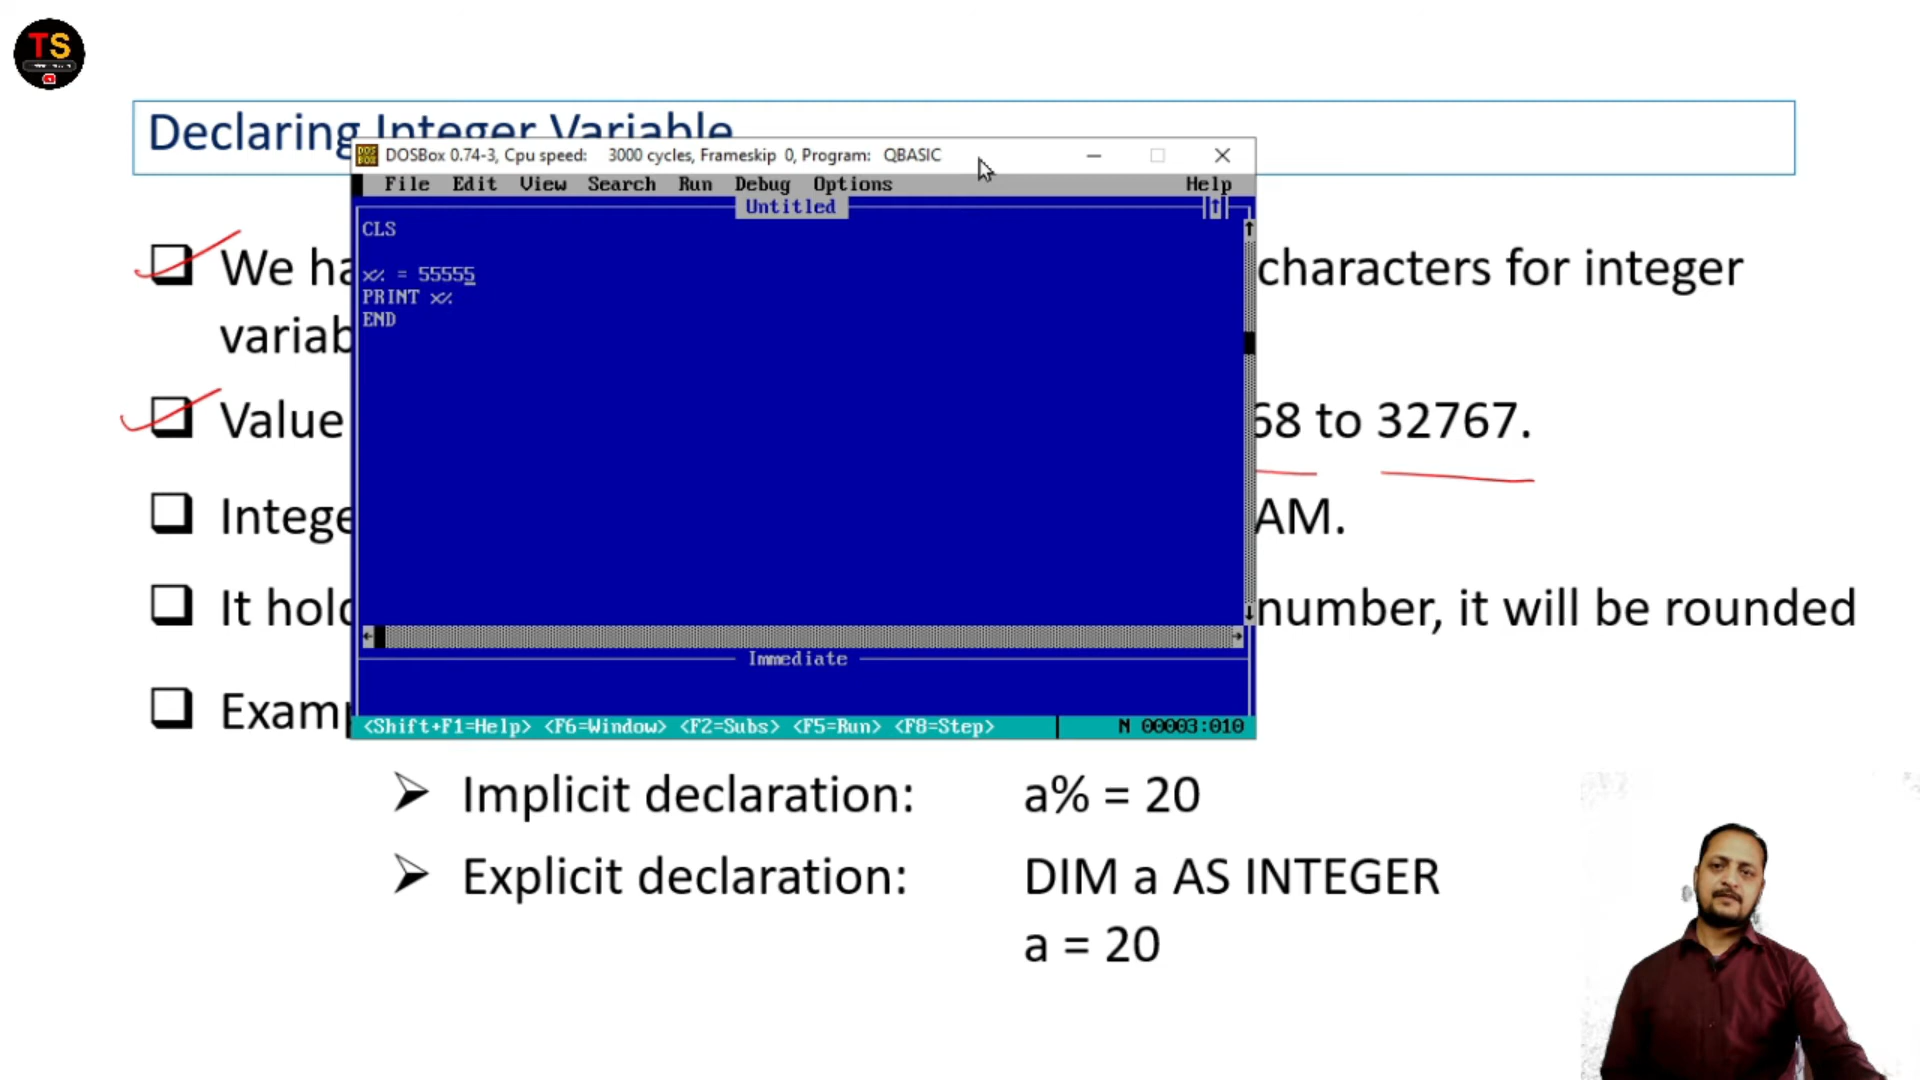 TS
Declaring Integer Variable
DOSBox 0.74-3, Cpu speed: 3000 cycles, Frameskip 0, Program: QBASIC
File Edit View Search Run Debug Options Help
Untitled
CLS
x% = 55555
PRINT x%
END
We ha characters for integer
variab
Value 68 to 32767.
Intege AM.
It hold number, it will be rounded
Immediate
Examp
<Shift+F1=Help> <F6=Window> <F2=Subs> <F5=Run> <F8=Step> N 00003:010
Implicit declaration: a% = 20
Explicit declaration: DIM a AS INTEGER
a = 20